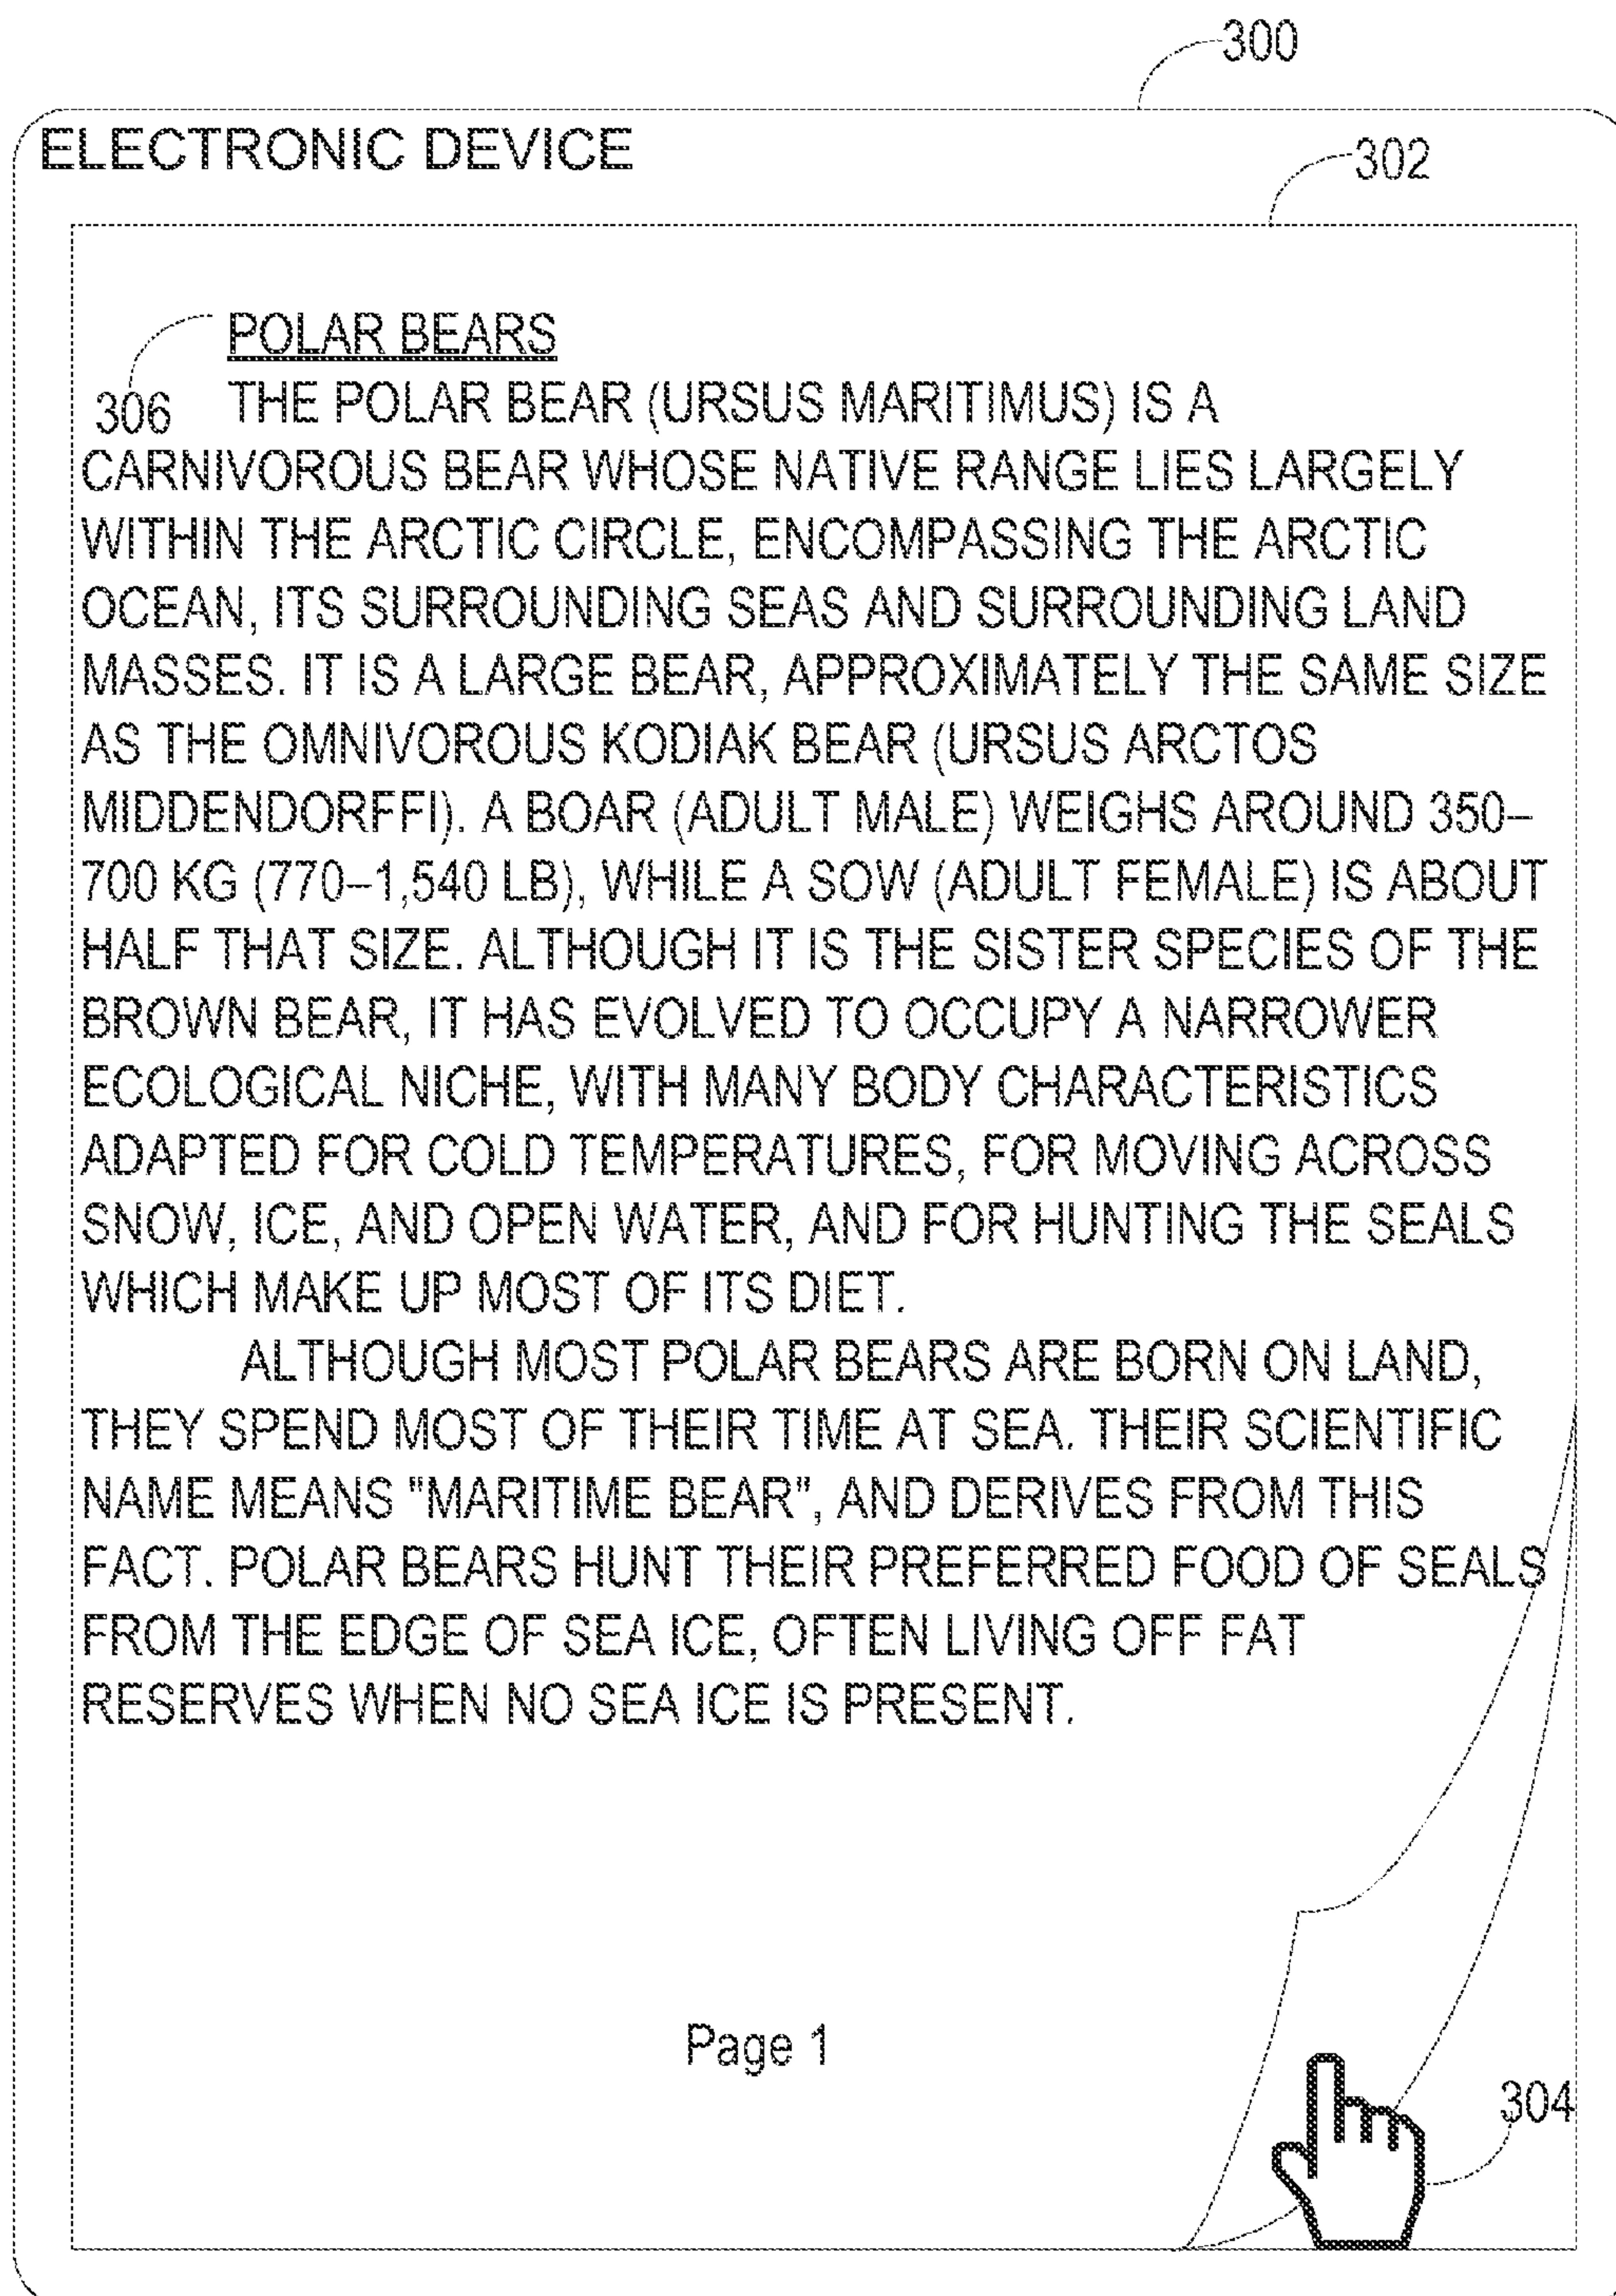 300
ELECTRONIC DEVICE
302
POLAR BEARS
306
THE POLAR BEAR (URSUS MARITIMUS) IS A
CARNIVOROUS BEAR WHOSE NATIVE RANGE LIES LARGELY
WITHIN THE ARCTIC CIRCLE, ENCOMPASSING THE ARCTIC
OCEAN, ITS SURROUNDING SEAS AND SURROUNDING LAND
MASSES. IT IS A LARGE BEAR, APPROXIMATELY THE SAME SIZE
AS THE OMNIVOROUS KODIAK BEAR (URSUS ARCTOS
MIDDENDORFFI). A BOAR (ADULT MALE) WEIGHS AROUND 350–
700 KG (770–1,540 LB), WHILE A SOW (ADULT FEMALE) IS ABOUT
HALF THAT SIZE. ALTHOUGH IT IS THE SISTER SPECIES OF THE
BROWN BEAR, IT HAS EVOLVED TO OCCUPY A NARROWER
ECOLOGICAL NICHE, WITH MANY BODY CHARACTERISTICS
ADAPTED FOR COLD TEMPERATURES, FOR MOVING ACROSS
SNOW, ICE, AND OPEN WATER, AND FOR HUNTING THE SEALS
WHICH MAKE UP MOST OF ITS DIET.
ALTHOUGH MOST POLAR BEARS ARE BORN ON LAND,
THEY SPEND MOST OF THEIR TIME AT SEA. THEIR SCIENTIFIC
NAME MEANS "MARITIME BEAR", AND DERIVES FROM THIS
FACT. POLAR BEARS HUNT THEIR PREFERRED FOOD OF SEALS
FROM THE EDGE OF SEA ICE, OFTEN LIVING OFF FAT
RESERVES WHEN NO SEA ICE IS PRESENT.
Page 1
304